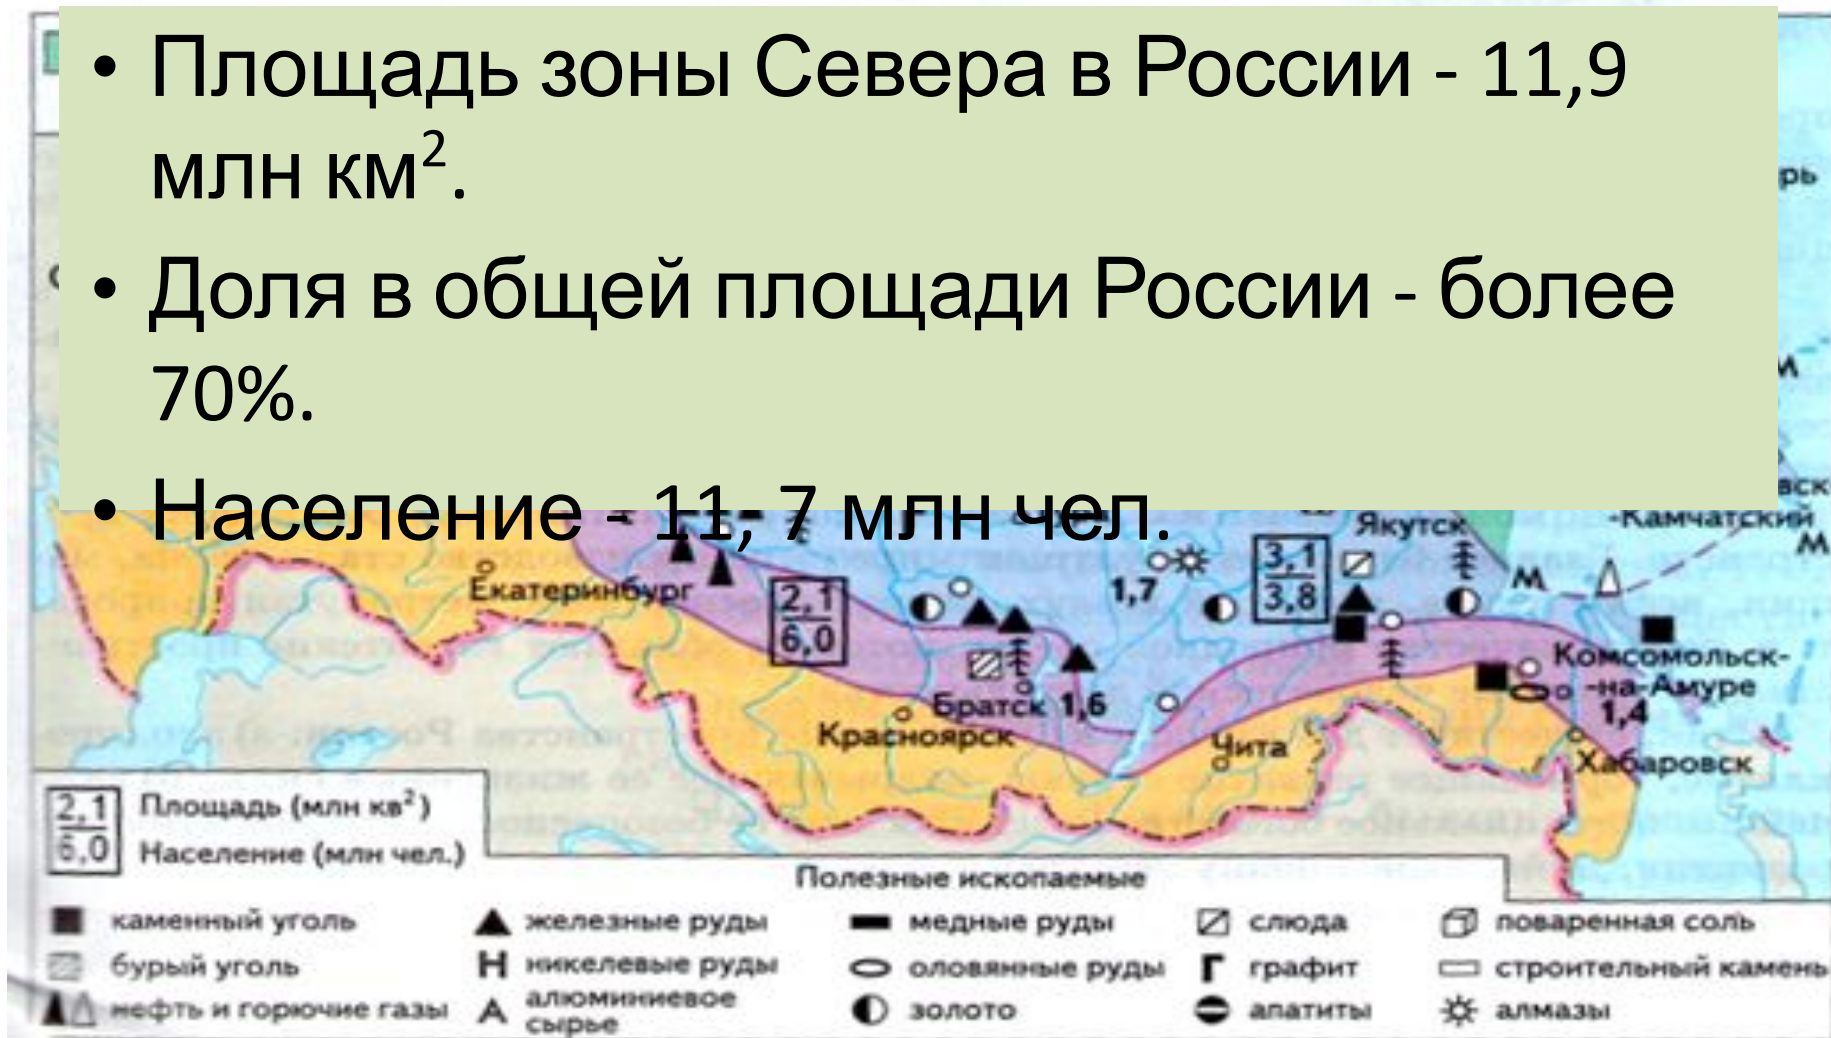 • Площадь зоны Севера в России - 11,9
млн км².
• Доля в общей площади России - более
70%.
• Население - 11, 7 млн чел.
Якутск
-Камчатский
М
М
М
Екатеринбург
2,1
6,0
1,7
3,1
3,8
Братск 1,6
Красноярск
Чита
Комсомольск-
-на-Амуре
1,4
Хабаровск
2,1
6,0
Площадь (млн кв²)
Население (млн чел.)
Полезные ископаемые
каменный уголь
железные руды
медные руды
слюда
поваренная соль
бурый уголь
никелевые руды
оловянные руды
графит
строительный камень
нефть и горючие газы
алюминиевое
сырье
золото
апатиты
алмазы